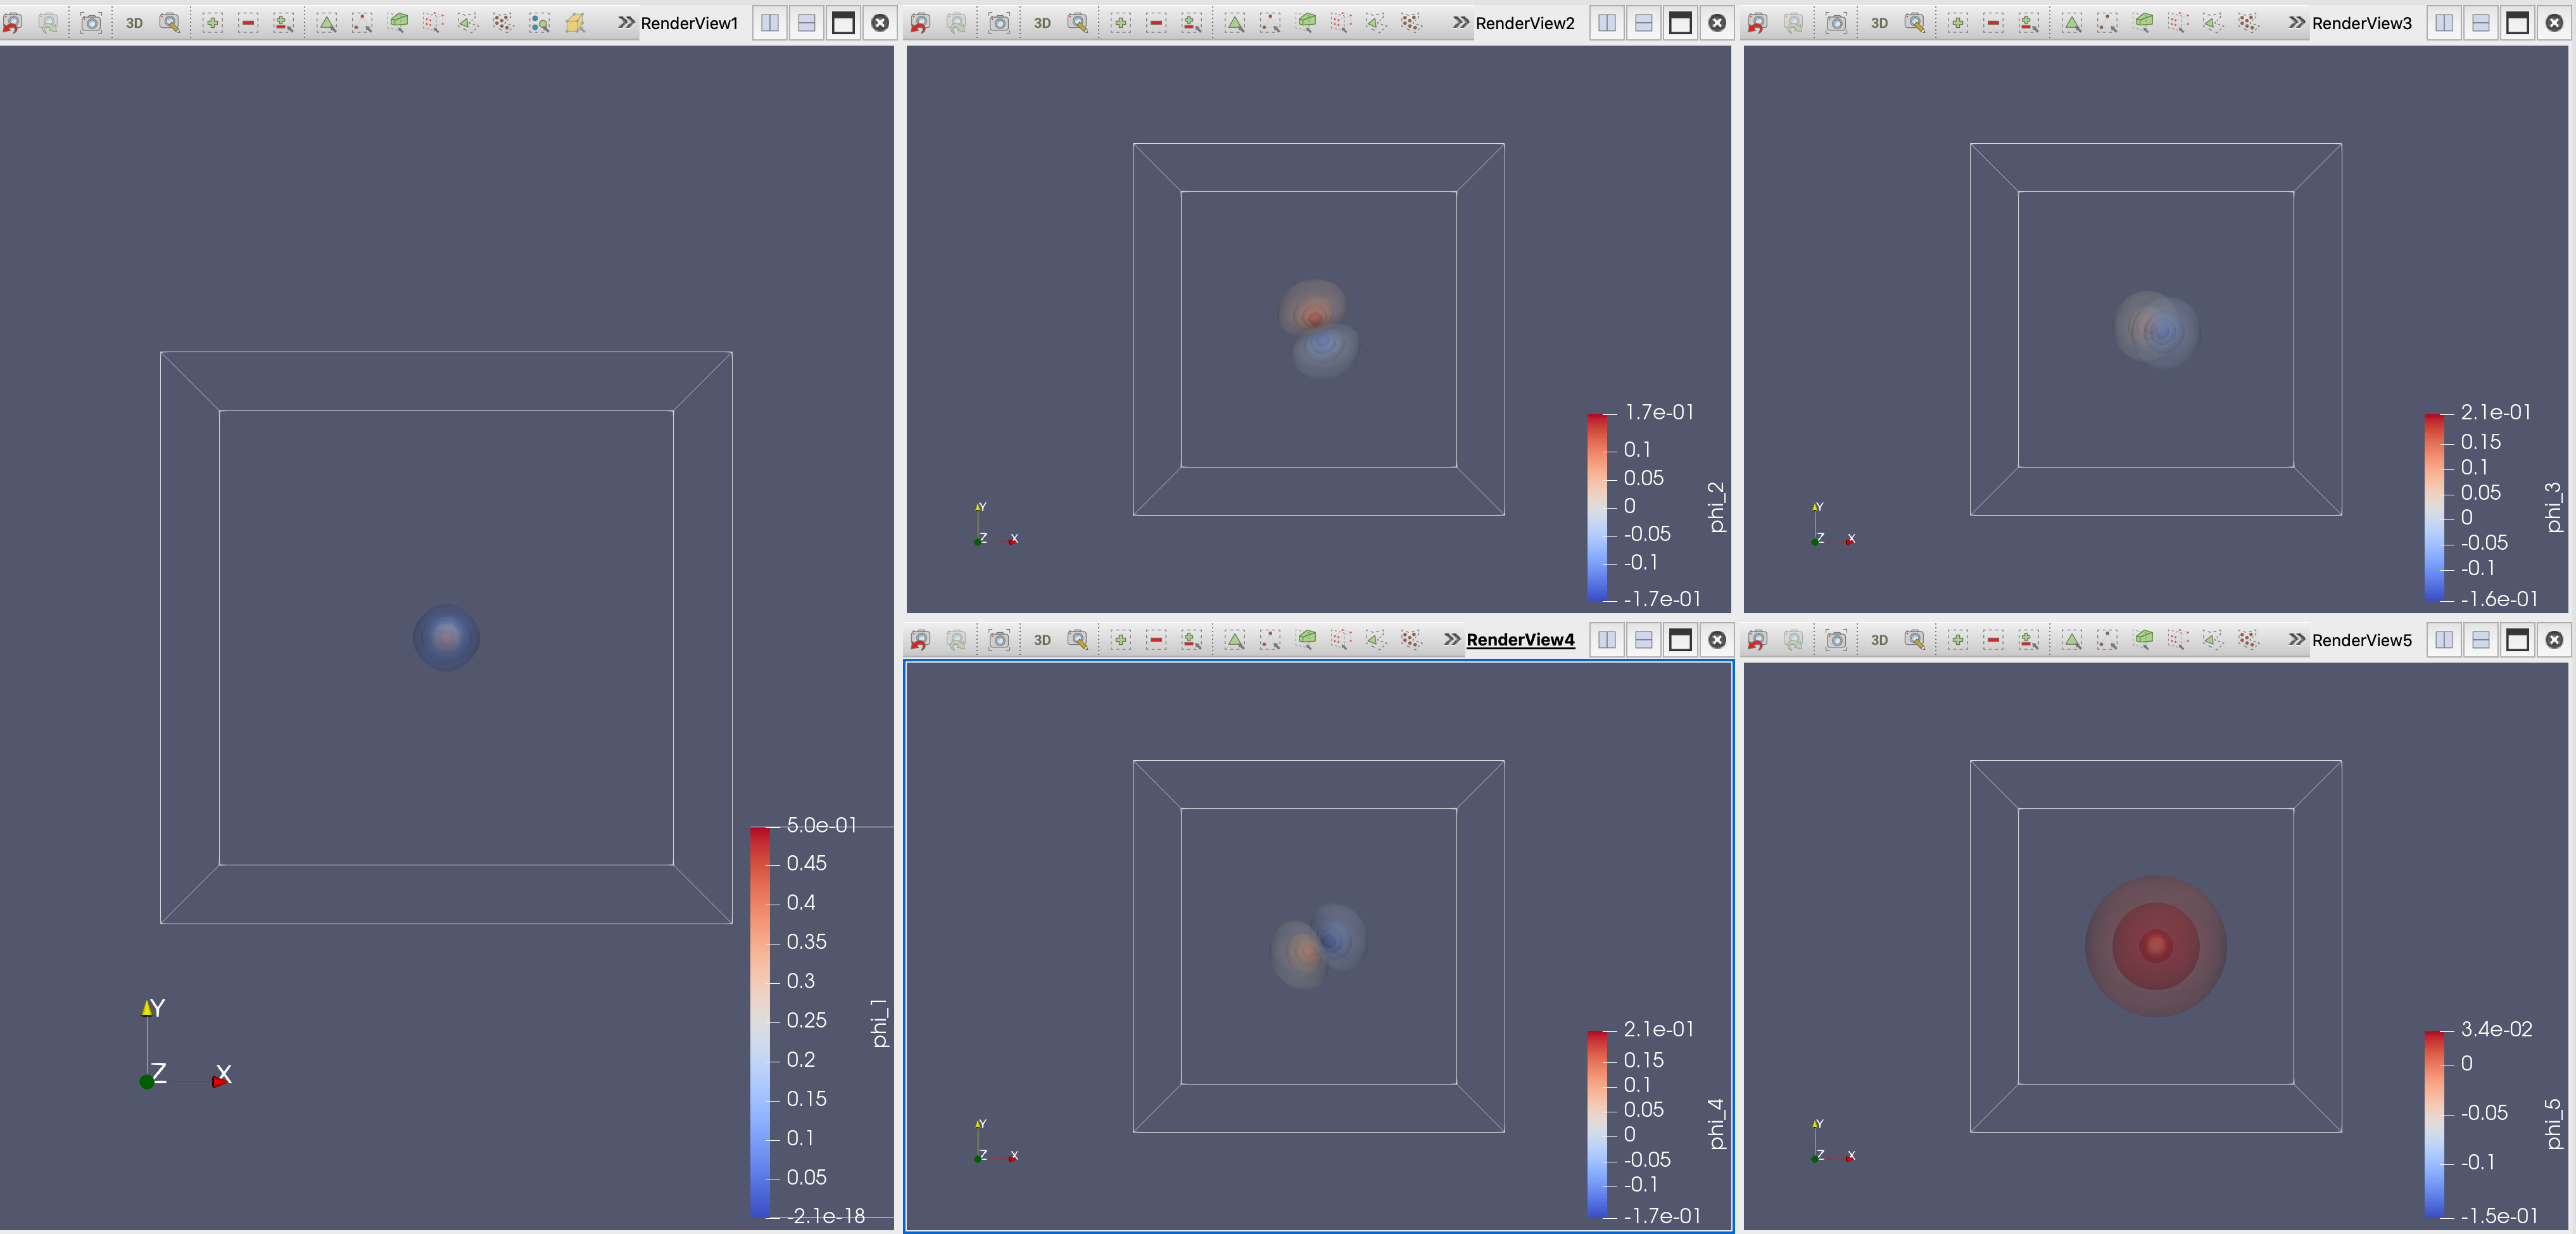 3D
RenderView1
5.0e-01
0.45
0.4
0.35
0.3
0.25
0.2
0.15
0.1
0.05
-2.1e-18
phi_1
Y
Z
X
3D
RenderView2
1.7e-01
0.1
0.05
0
-0.05
-0.1
-1.7e-01
phi_2
Y
Z
X
3D
RenderView3
2.1e-01
0.15
0.1
0.05
0
-0.05
-0.1
-1.6e-01
phi_3
Y
Z
X
3D
RenderView4
2.1e-01
0.15
0.1
0.05
0
-0.05
-0.1
-1.7e-01
phi_4
Y
Z
X
3D
RenderView5
3.4e-02
0
-0.05
-0.1
-1.5e-01
phi_5
Y
Z
X